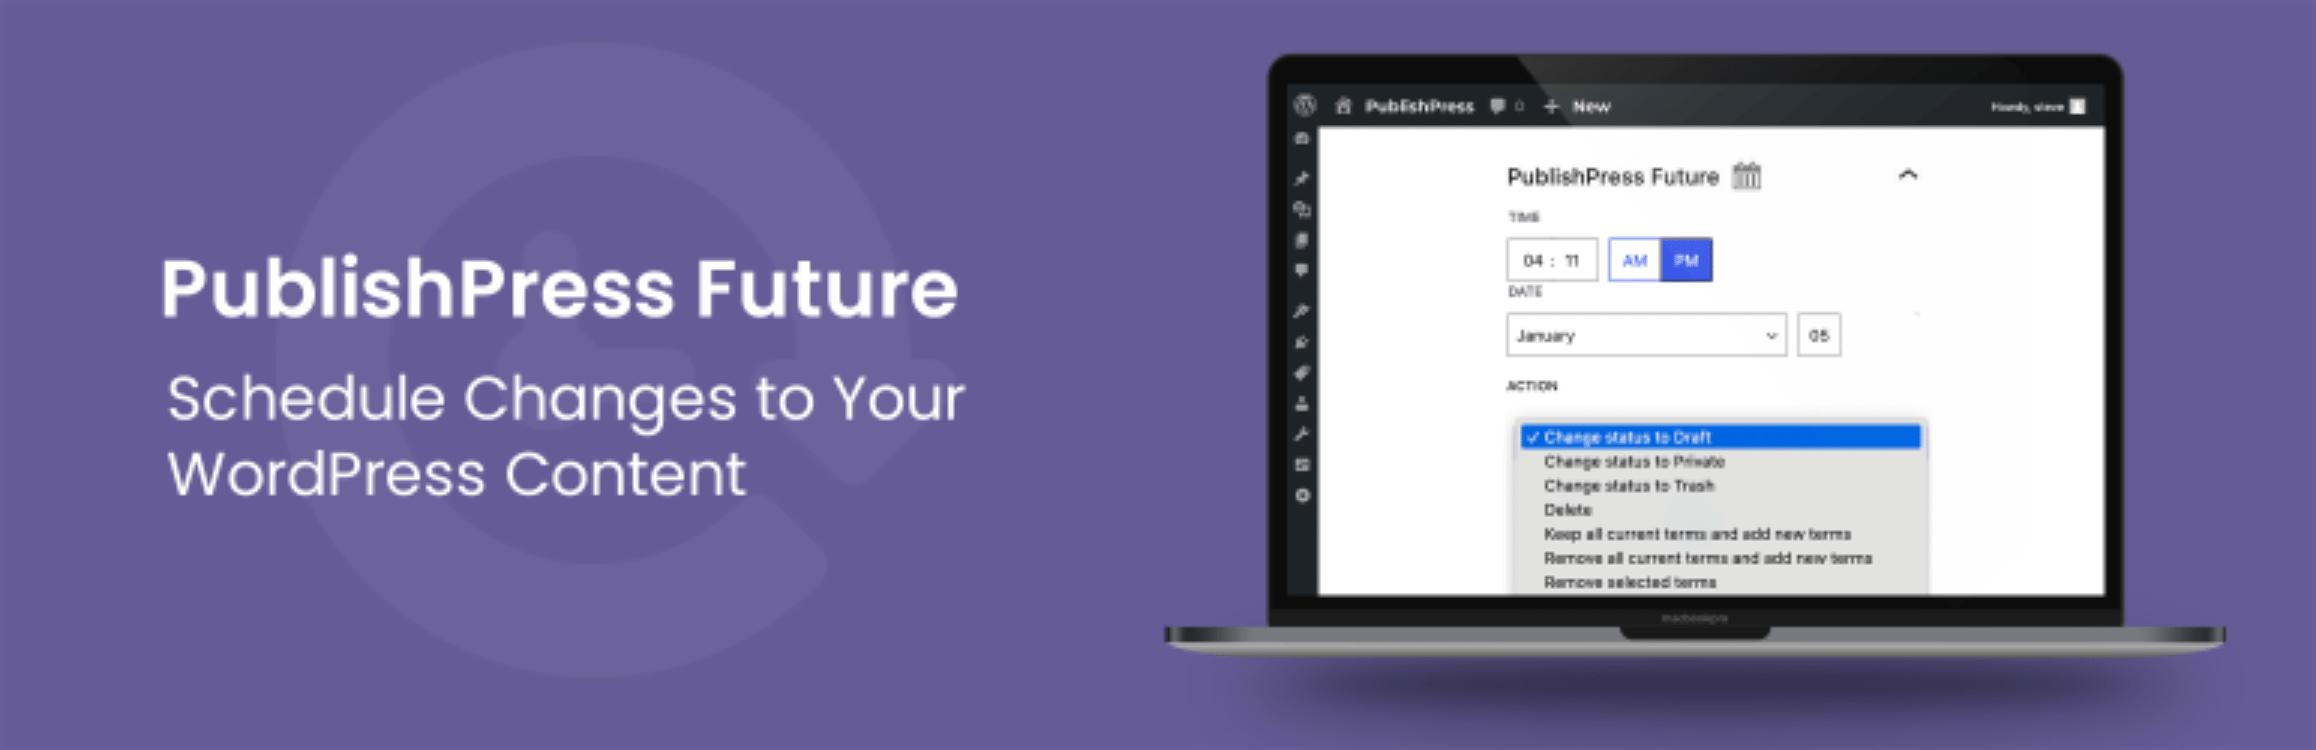 PublishPress Future
Schedule Changes to Your
WordPress Content
PublishPress 0 + New
Howdy, steve
PublishPress Future
TIME
04 : 11 AM PM
DATE
January 05
ACTION
✓ Change status to Draft
Change status to Private
Change status to Trash
Delete
Keep all current terms and add new terms
Remove all current terms and add new terms
Remove selected terms
macbookpro